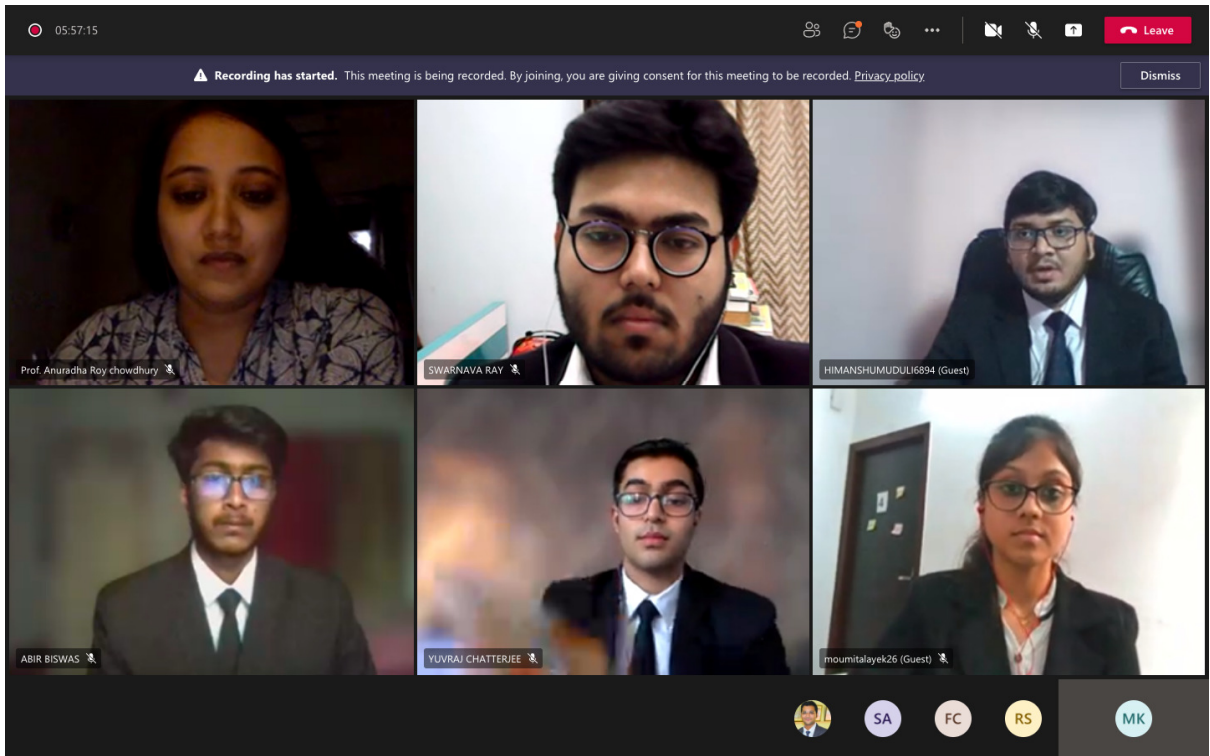 05:57:15
Leave
Recording has started. This meeting is being recorded. By joining, you are giving consent for this meeting to be recorded. Privacy policy
Dismiss
Prof. Anuradha Roy chowdhury
SWARNAVA RAY
HIMANSHUMUDULI6894 (Guest)
ABIR BISWAS
YUVRAJ CHATTERJEE
moumitalayek26 (Guest)
SA
FC
RS
MK